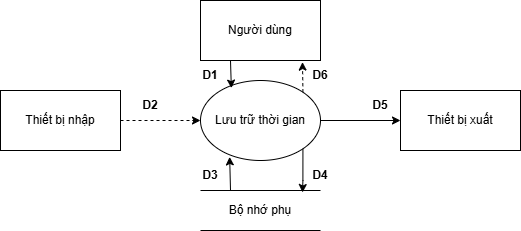 Người dùng
D1
D6
Thiết bị nhập
D2
Lưu trữ thời gian
D5
Thiết bị xuất
D3
D4
Bộ nhớ phụ